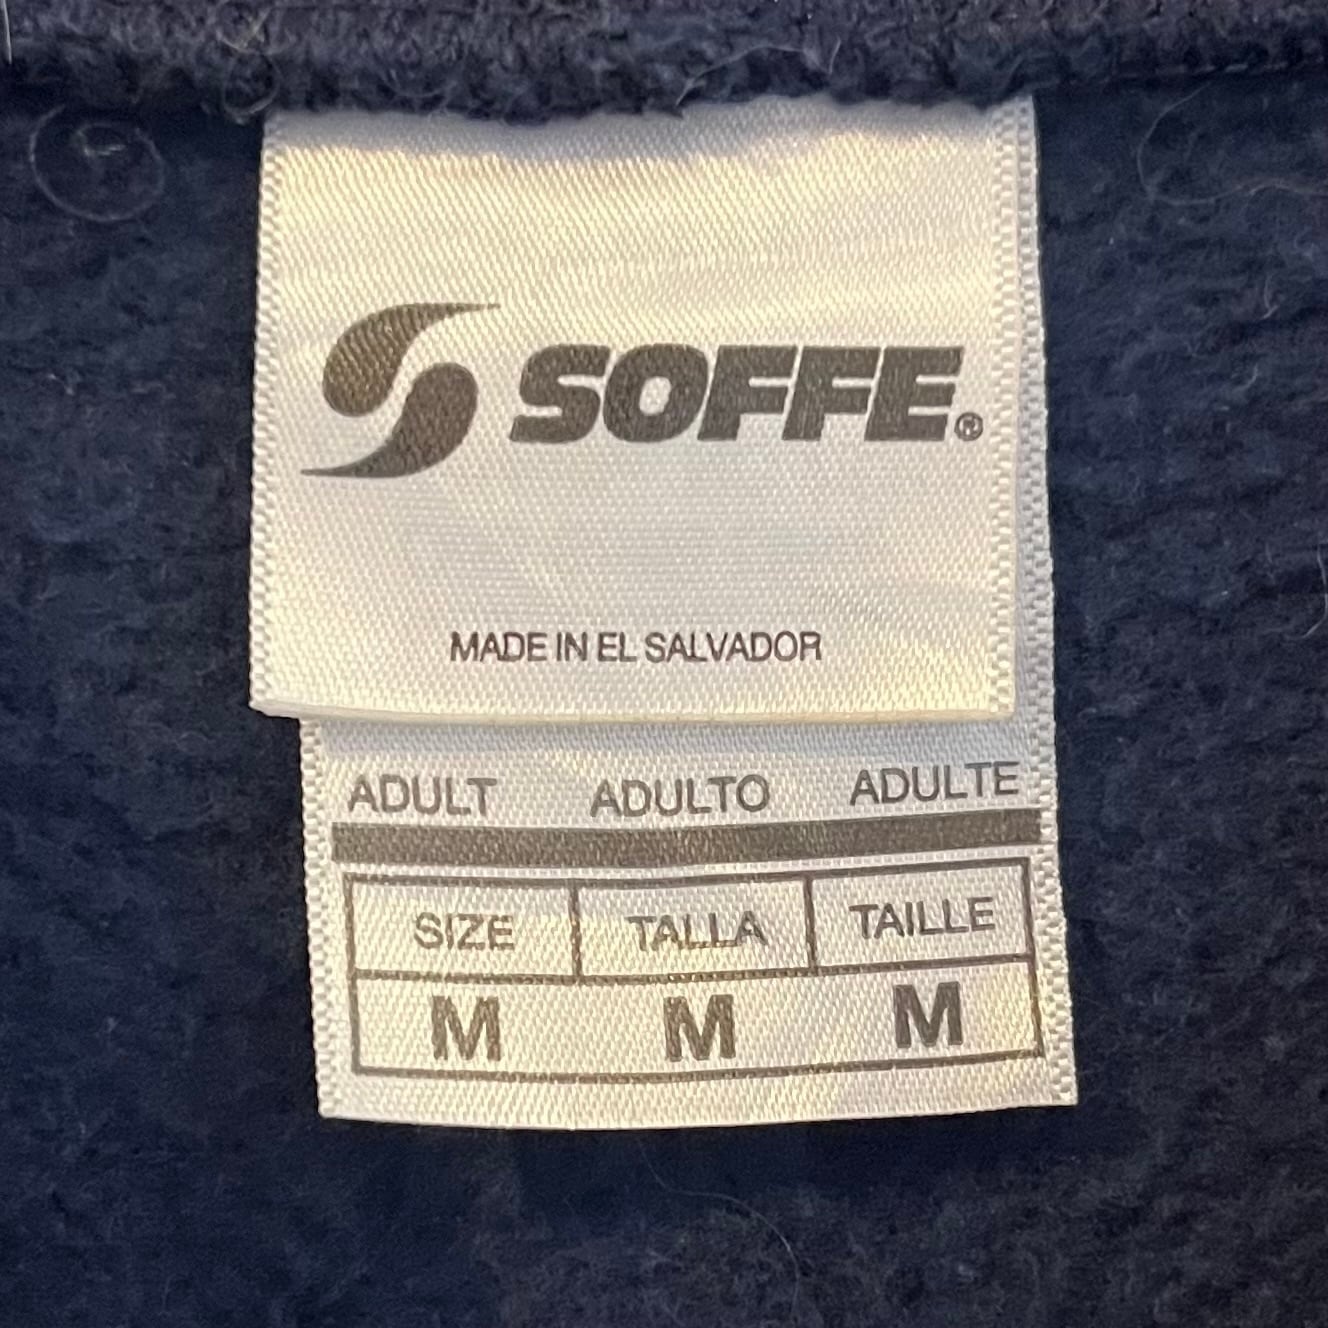 SOFFE®
MADE IN EL SALVADOR
ADULT ADULTO ADULTE
SIZE TALLA TAILLE
M M M